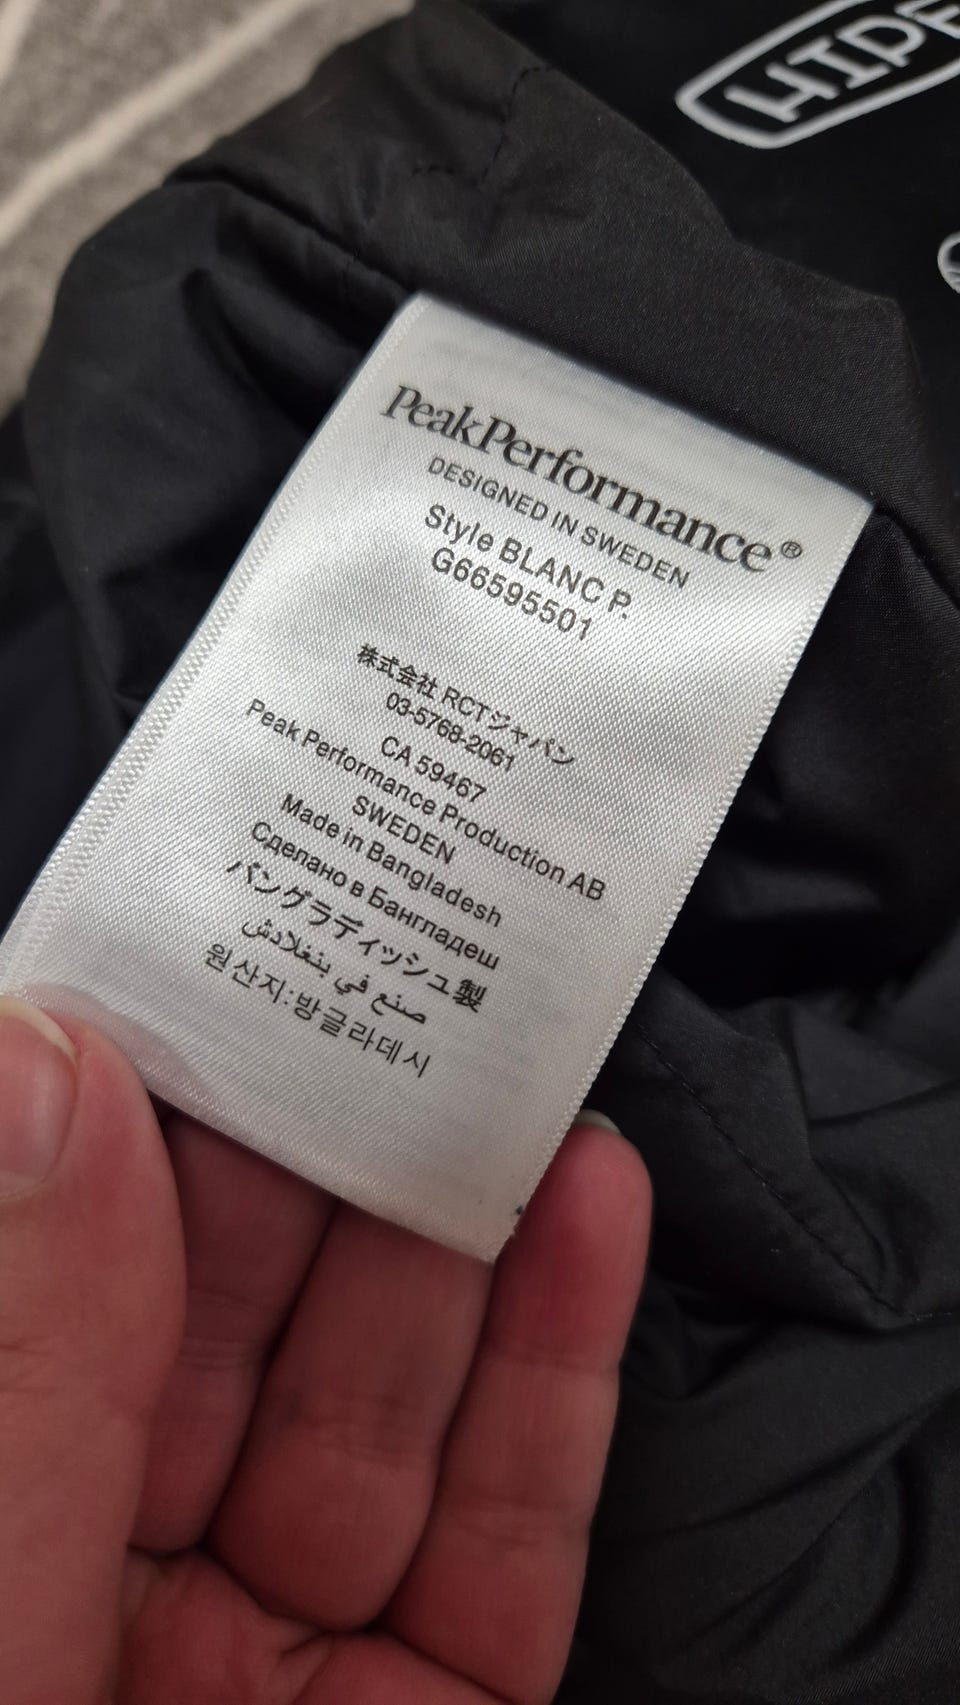 HIPE
PeakPerformance®
DESIGNED IN SWEDEN
Style BLANC P.
G66595501
株式会社 RCTジャパン
03-5768-2061
CA 59467
Peak Performance Production AB
SWEDEN
Made in Bangladesh
Сделано в Бангладеш
バングラディッシュ製
صنع في بنغلادش
원산지:방글라데시